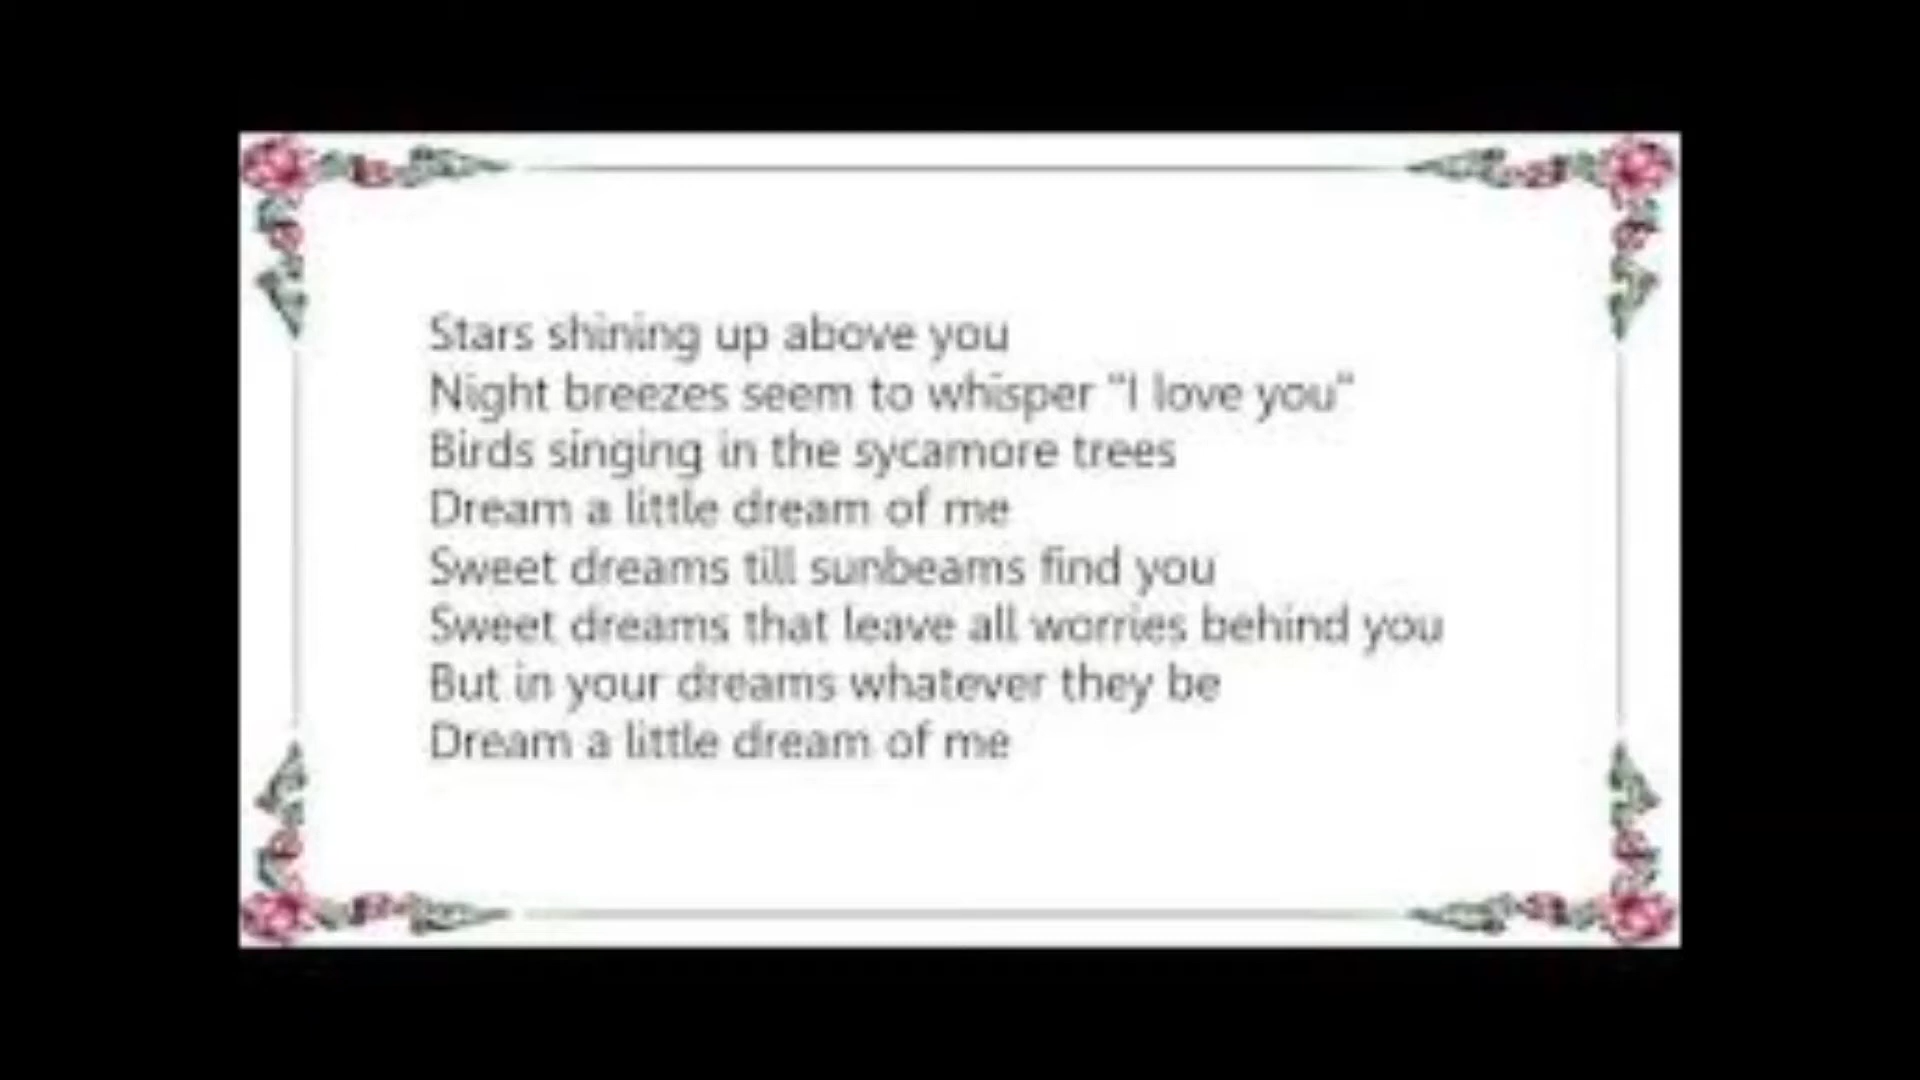 Stars shining up above you
Night breezes seem to whisper "I love you"
Birds singing in the sycamore trees
Dream a little dream of me
Sweet dreams till sunbeams find you
Sweet dreams that leave all worries behind you
But in your dreams whatever they be
Dream a little dream of me